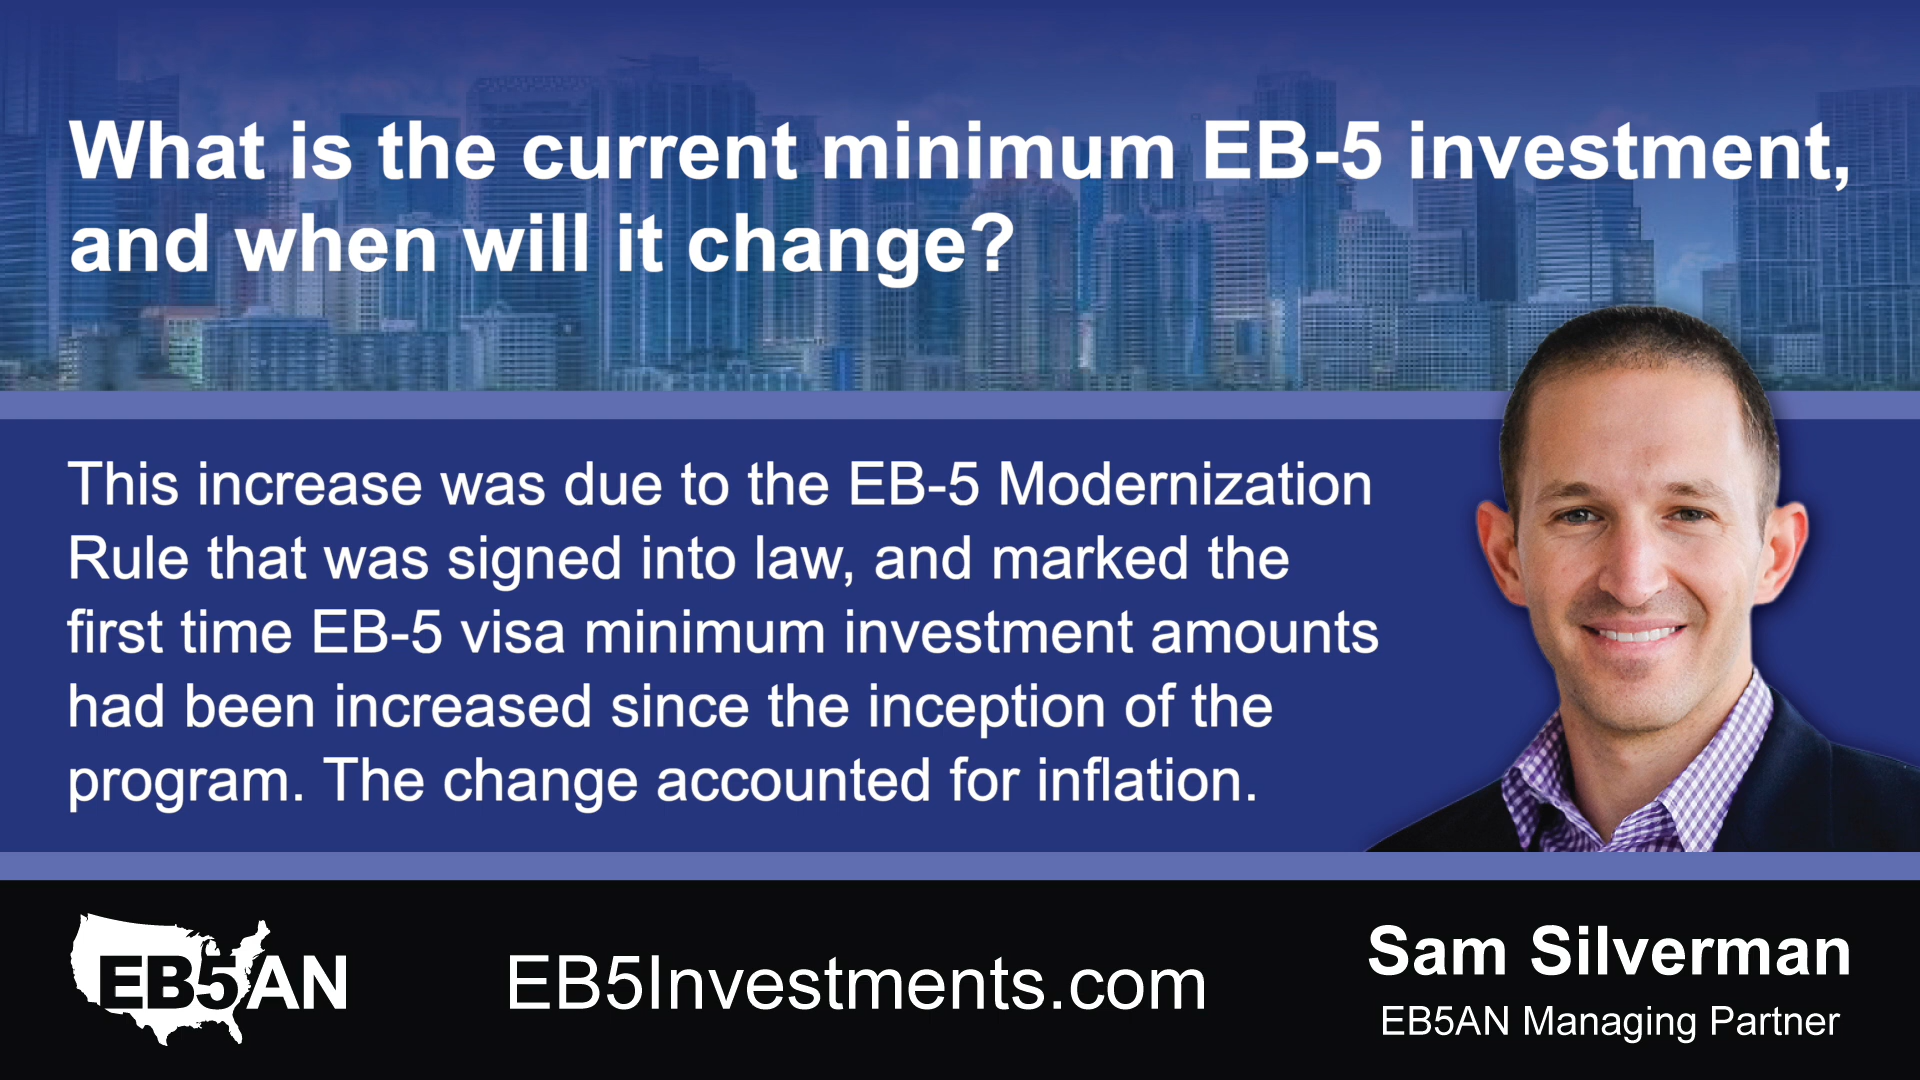 What is the current minimum EB-5 investment,
and when will it change?
This increase was due to the EB-5 Modernization
Rule that was signed into law, and marked the
first time EB-5 visa minimum investment amounts
had been increased since the inception of the
program. The change accounted for inflation.
EB5AN
EB5Investments.com
Sam Silverman
EB5AN Managing Partner